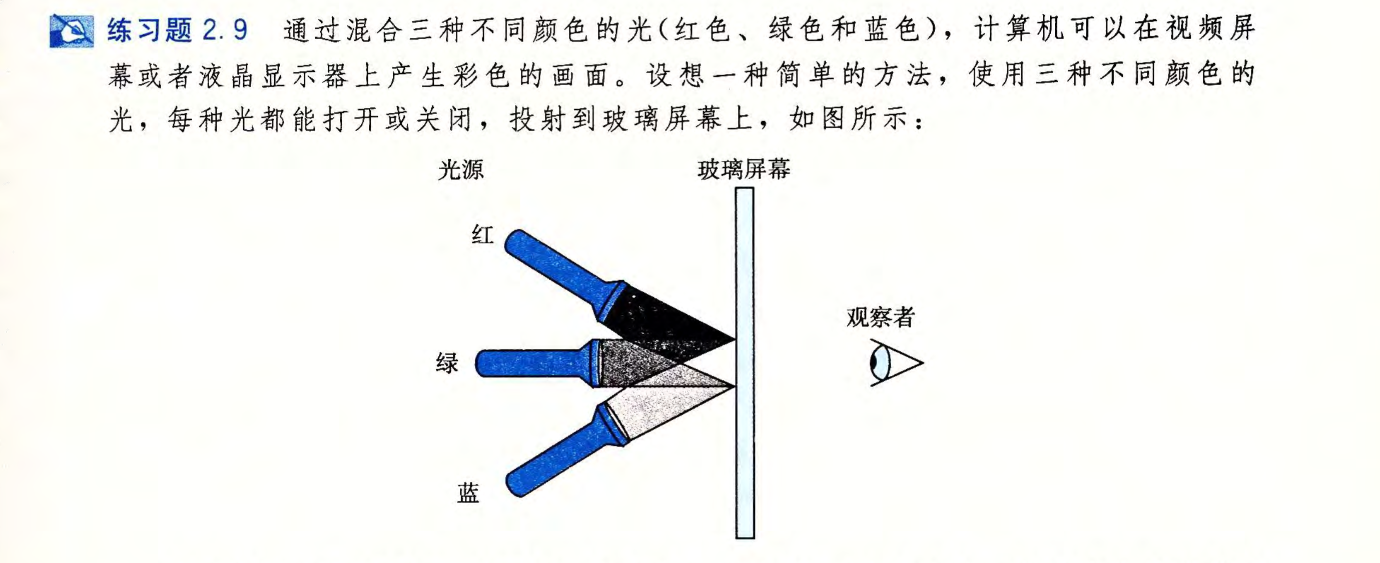 练习题 2.9 通过混合三种不同颜色的光(红色、绿色和蓝色)，计算机可以在视频屏
幕或者液晶显示器上产生彩色的画面。设想一种简单的方法，使用三种不同颜色的
光，每种光都能打开或关闭，投射到玻璃屏幕上，如图所示：
光源 玻璃屏幕
红
观察者
绿
蓝